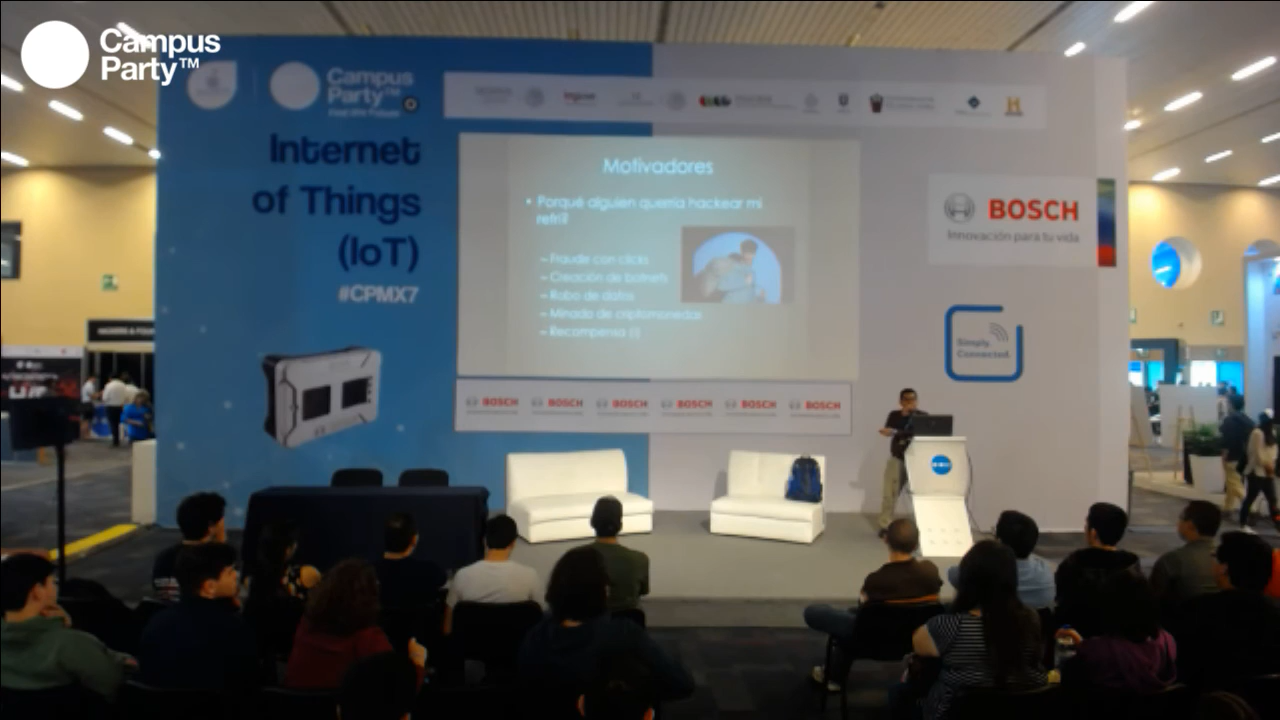 Campus
Party™
Campus
Party™
Internet
of Things
(IoT)
#CPMX7
Motivadores
• Porqué alguien querría hackear mi
refri?
– Fraude con clicks
– Creación de botnets
– Robo de datos
– Minado de criptomonedas
– Recompensa (!)
BOSCH
Innovación para tu vida
Simply.
Connected.
BOSCH BOSCH BOSCH BOSCH BOSCH BOSCH
H